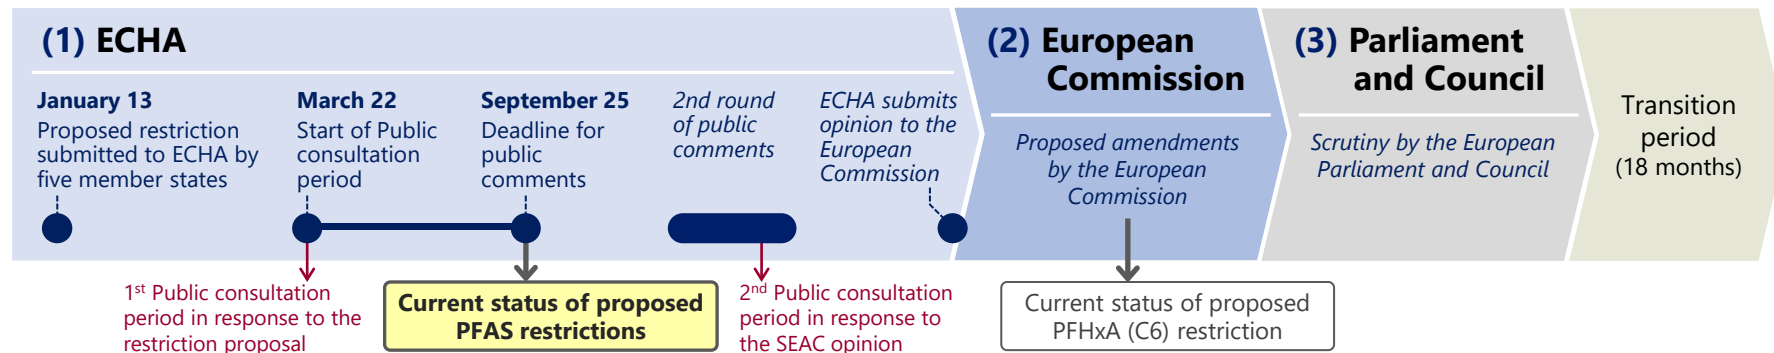 (1) ECHA
January 13
Proposed restriction
submitted to ECHA by
five member states
March 22
Start of Public
consultation
period
September 25
Deadline for
public
comments
2nd round
of public
comments
ECHA submits
opinion to the
European
Commission
(2) European
Commission
Proposed amendments
by the European
Commission
(3) Parliament
and Council
Scrutiny by the European
Parliament and Council
Transition
period
(18 months)
1st Public consultation
period in response to the
restriction proposal
Current status of proposed
PFAS restrictions
2nd Public consultation
period in response to
the SEAC opinion
Current status of proposed
PFHxA (C6) restriction